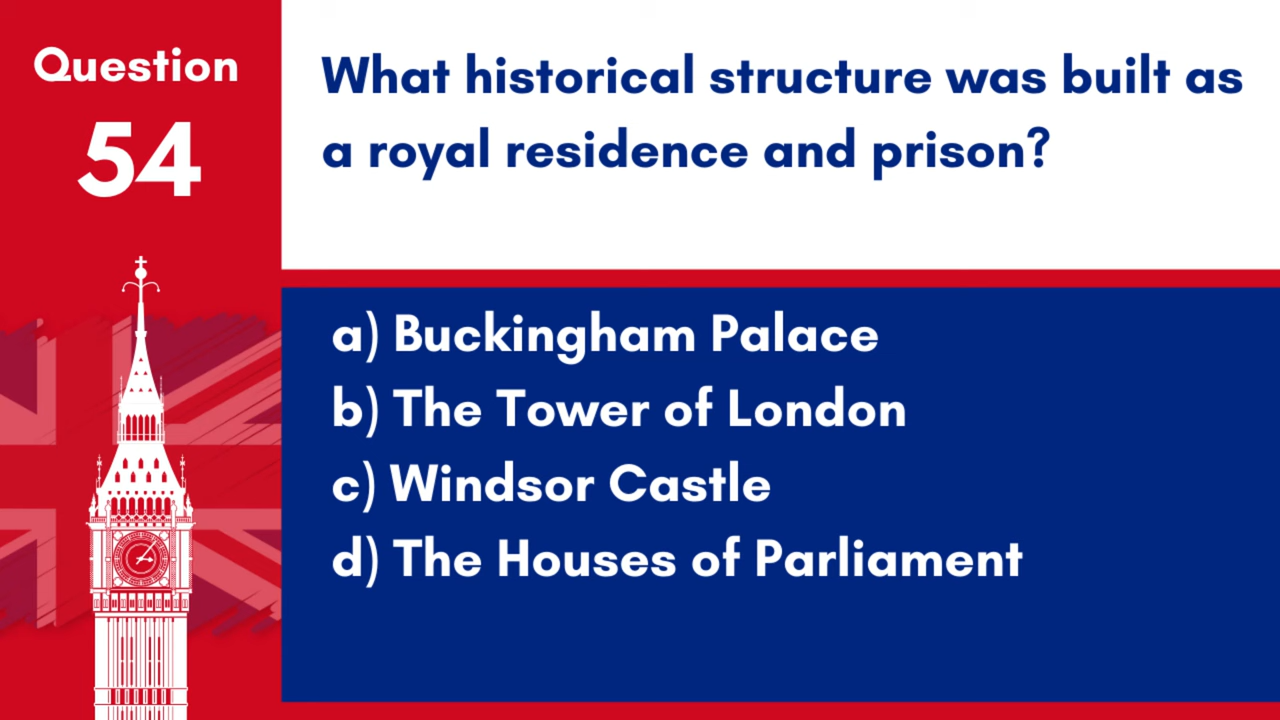 Question
54
What historical structure was built as
a royal residence and prison?
a) Buckingham Palace
b) The Tower of London
c) Windsor Castle
d) The Houses of Parliament